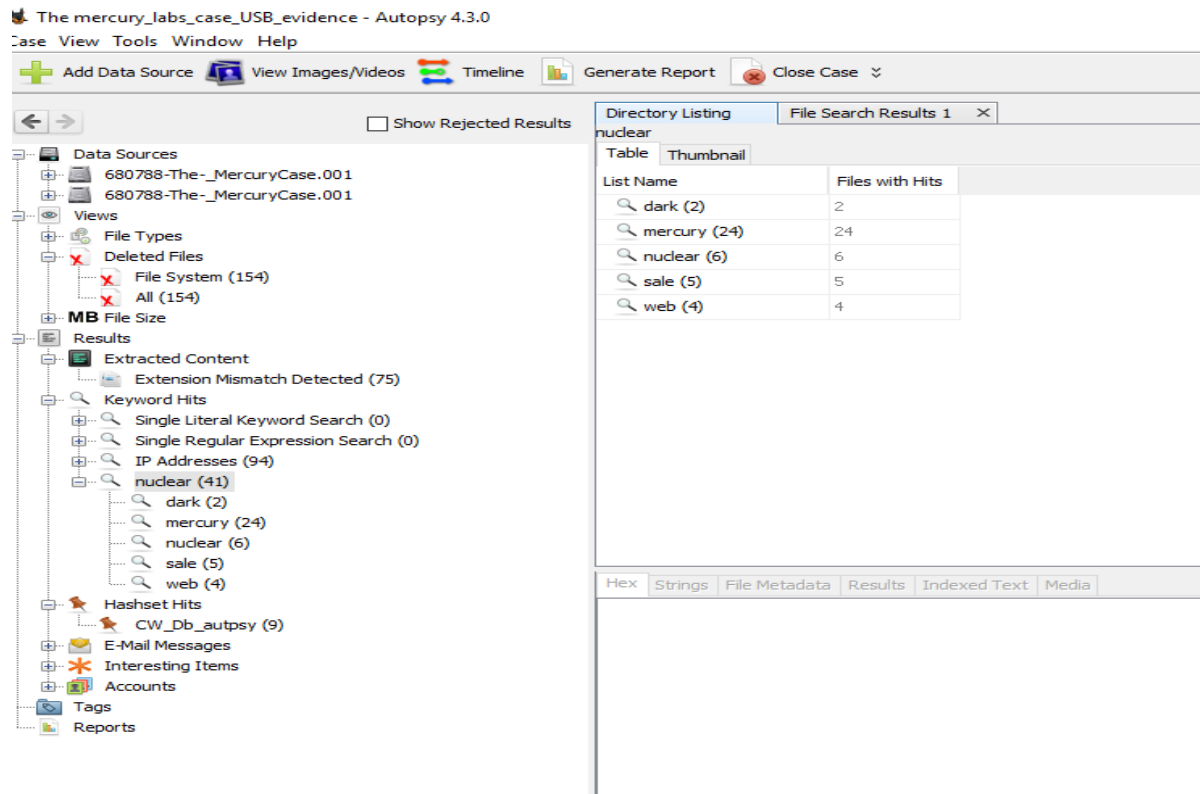 The mercury_labs_case_USB_evidence - Autopsy 4.3.0
Case View Tools Window Help
Add Data Source View Images/Videos Timeline Generate Report Close Case
Show Rejected Results
Data Sources
680788-The-_MercuryCase.001
680788-The-_MercuryCase.001
Views
File Types
Deleted Files
File System (154)
All (154)
MB File Size
Results
Extracted Content
Extension Mismatch Detected (75)
Keyword Hits
Single Literal Keyword Search (0)
Single Regular Expression Search (0)
IP Addresses (94)
nuclear (41)
dark (2)
mercury (24)
nuclear (6)
sale (5)
web (4)
Hashset Hits
CW_Db_autpsy (9)
E-Mail Messages
Interesting Items
Accounts
Tags
Reports
Directory Listing File Search Results 1
nuclear
Table Thumbnail
List Name Files with Hits
dark (2) 2
mercury (24) 24
nuclear (6) 6
sale (5) 5
web (4) 4
Hex Strings File Metadata Results Indexed Text Media